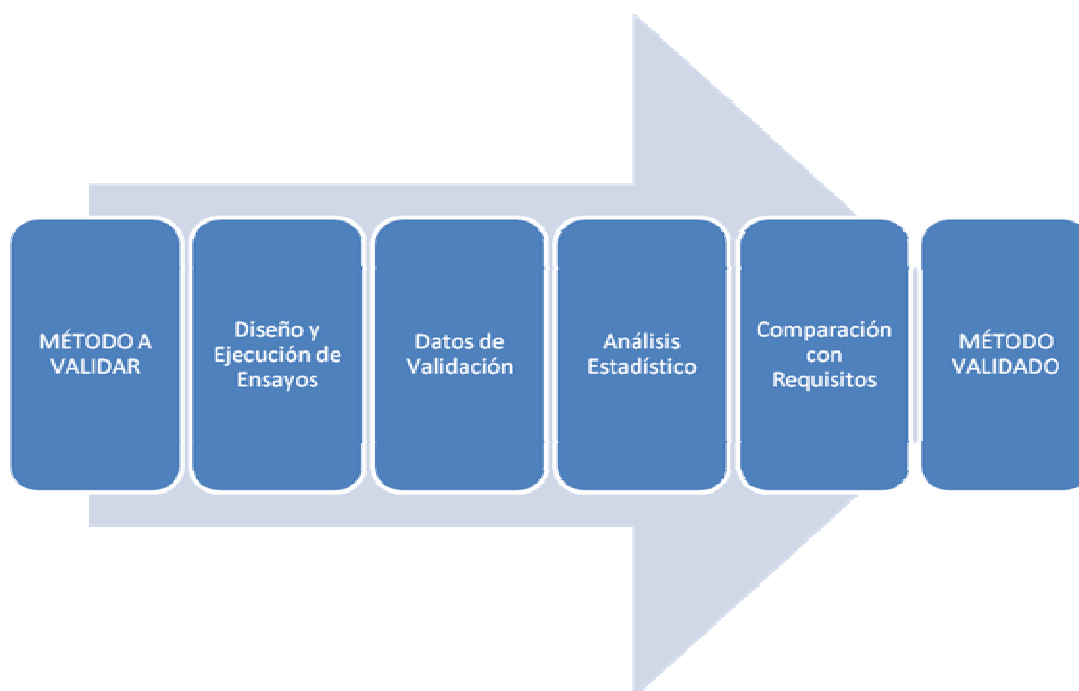 MÉTODO A
VALIDAR
Diseño y
Ejecución de
Ensayos
Datos de
Validación
Análisis
Estadístico
Comparación
con
Requisitos
MÉTODO
VALIDADO